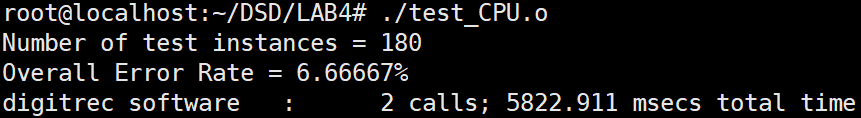 root@localhost:~/DSD/LAB4# ./test_CPU.o
Number of test instances = 180
Overall Error Rate = 6.66667%
digitrec software   :      2 calls; 5822.911 msecs total time